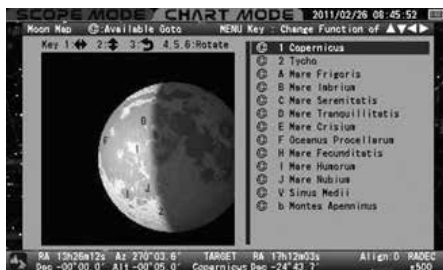 SCOPE MODE / CHART MODE 2011/02/26 08:45:52
Moon Map G:Available Goto MENU Key : Change Function of ▲▼◀▶
Key 1:↔ 2:↕ 3: 4.5.6:Rotate
1 Copernicus
2 Tycho
A Mare Frigoris
B Mare Imbrium
C Mare Serenitatis
D Mare Tranquillitatis
E Mare Crisium
F Oceanus Procellarum
H Mare Fecunditatis
I Mare Humorum
J Mare Nubium
V Sinus Medii
b Montes Apenninus
B
F
1
J
I
2
RA 13h26m12s Az 270°03.6' TARGET RA 17h12m03s Align:0 RADEC
Dec -00°00.0' Alt -00°05.0' Copernicus Dec -24°43.7' x500